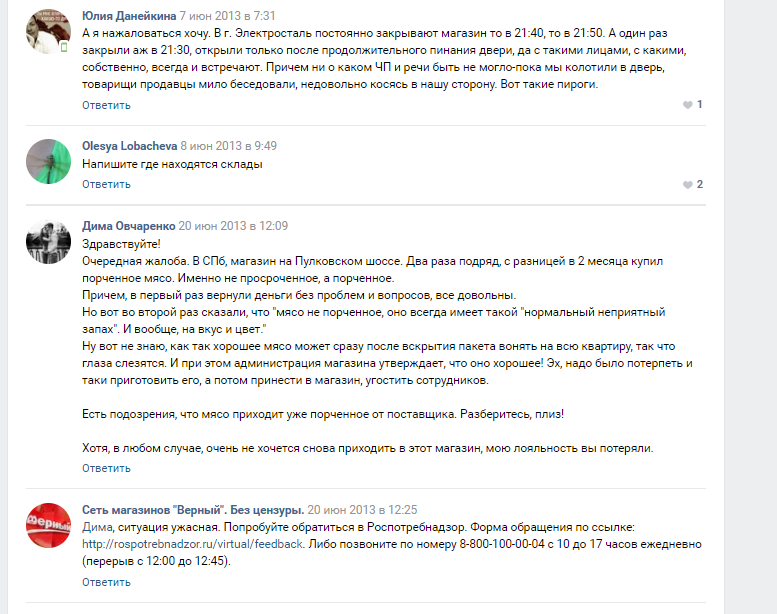 Юлия Данейкина 7 июн 2013 в 7:31
А я нажаловаться хочу. В г. Электросталь постоянно закрывают магазин то в 21:40, то в 21:50. А один раз
закрыли аж в 21:30, открыли только после продолжительного пинания двери, да с такими лицами, с какими,
собственно, всегда и встречают. Причем ни о каком ЧП и речи быть не могло-пока мы колотили в дверь,
товарищи продавцы мило беседовали, недовольно косясь в нашу сторону. Вот такие пироги.
Ответить
1
Olesya Lobacheva 8 июн 2013 в 9:49
Напишите где находятся склады
Ответить
2
Дима Овчаренко 20 июн 2013 в 12:09
Здравствуйте!
Очередная жалоба. В СПб, магазин на Пулковском шоссе. Два раза подряд, с разницей в 2 месяца купил
порченное мясо. Именно не просроченное, а порченное.
Причем, в первый раз вернули деньги без проблем и вопросов, все довольны.
Но вот во второй раз сказали, что "мясо не порченное, оно всегда имеет такой "нормальный неприятный
запах". И вообще, на вкус и цвет."
Ну вот не знаю, как так хорошее мясо может сразу после вскрытия пакета вонять на всю квартиру, так что
глаза слезятся. И при этом администрация магазина утверждает, что оно хорошее! Эх, надо было потерпеть и
таки приготовить его, а потом принести в магазин, угостить сотрудников.
Есть подозрения, что мясо приходит уже порченное от поставщика. Разберитесь, плиз!
Хотя, в любом случае, очень не хочется снова приходить в этот магазин, мою лояльность вы потеряли.
Ответить
верный
Сеть магазинов "Верный". Без цензуры. 20 июн 2013 в 12:25
Дима, ситуация ужасная. Попробуйте обратиться в Роспотребнадзор. Форма обращения по ссылке:
http://rospotrebnadzor.ru/virtual/feedback. Либо позвоните по номеру 8-800-100-00-04 с 10 до 17 часов ежедневно
(перерыв с 12:00 до 12:45).
Ответить